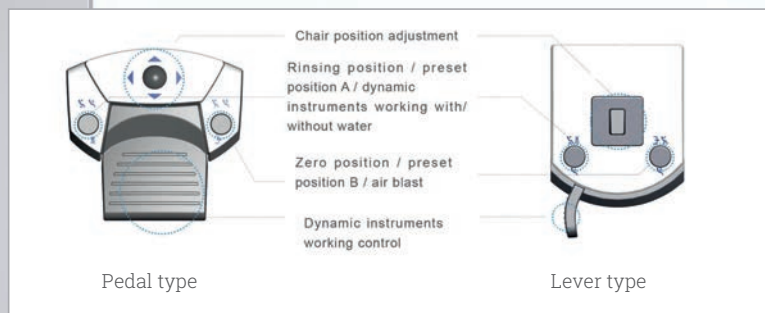 Chair position adjustment
Rinsing position / preset
position A / dynamic
instruments working with/
without water
Zero position / preset
position B / air blast
Dynamic instruments
working control
Pedal type
Lever type